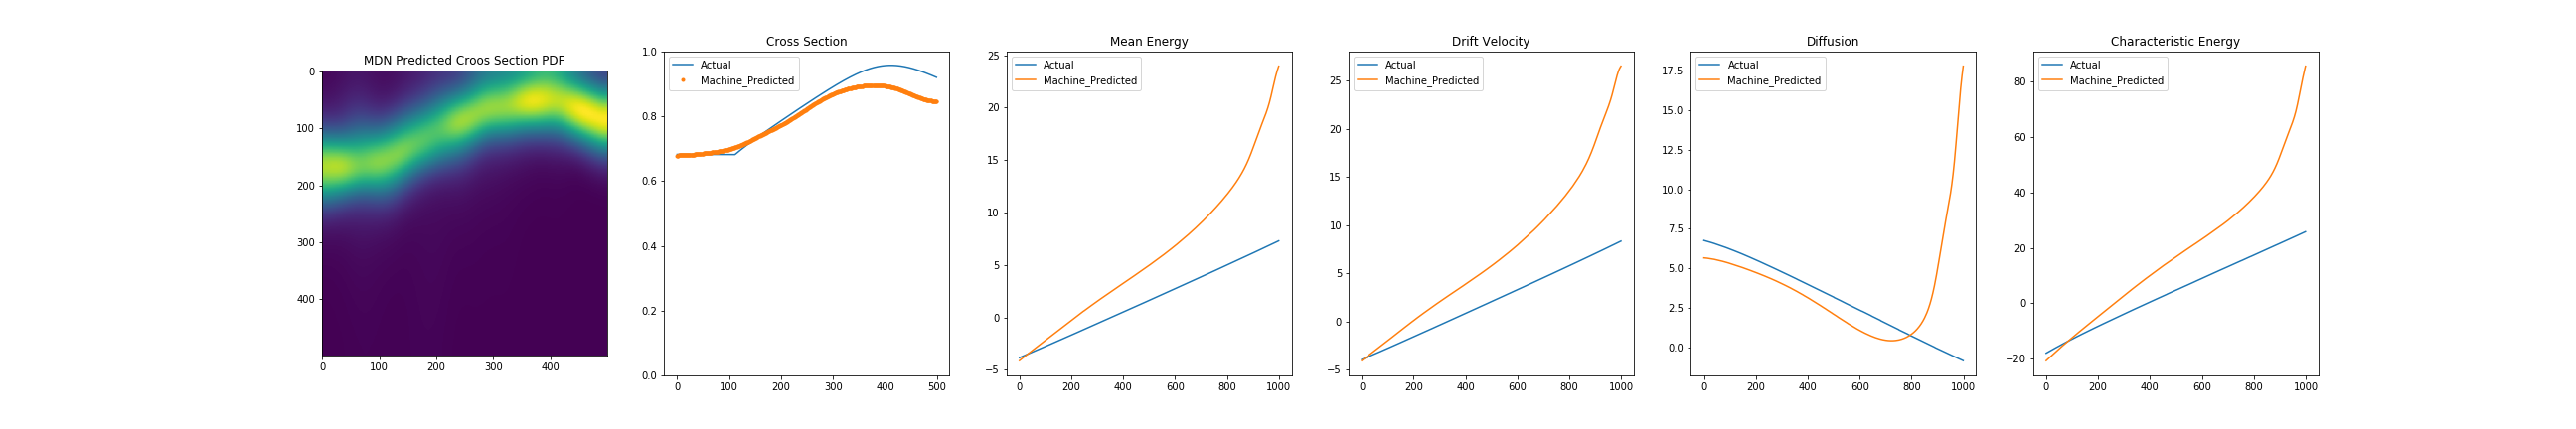 MDN Predicted Croos Section PDF
0
100
200
300
400
0 100 200 300 400
Cross Section
Actual
Machine_Predicted
1.0
0.8
0.6
0.4
0.2
0.0
0 100 200 300 400 500
Mean Energy
Actual
Machine_Predicted
25
20
15
10
5
0
−5
0 200 400 600 800 1000
Drift Velocity
Actual
Machine_Predicted
25
20
15
10
5
0
−5
0 200 400 600 800 1000
Diffusion
Actual
Machine_Predicted
17.5
15.0
12.5
10.0
7.5
5.0
2.5
0.0
0 200 400 600 800 1000
Characteristic Energy
Actual
Machine_Predicted
80
60
40
20
0
−20
0 200 400 600 800 1000